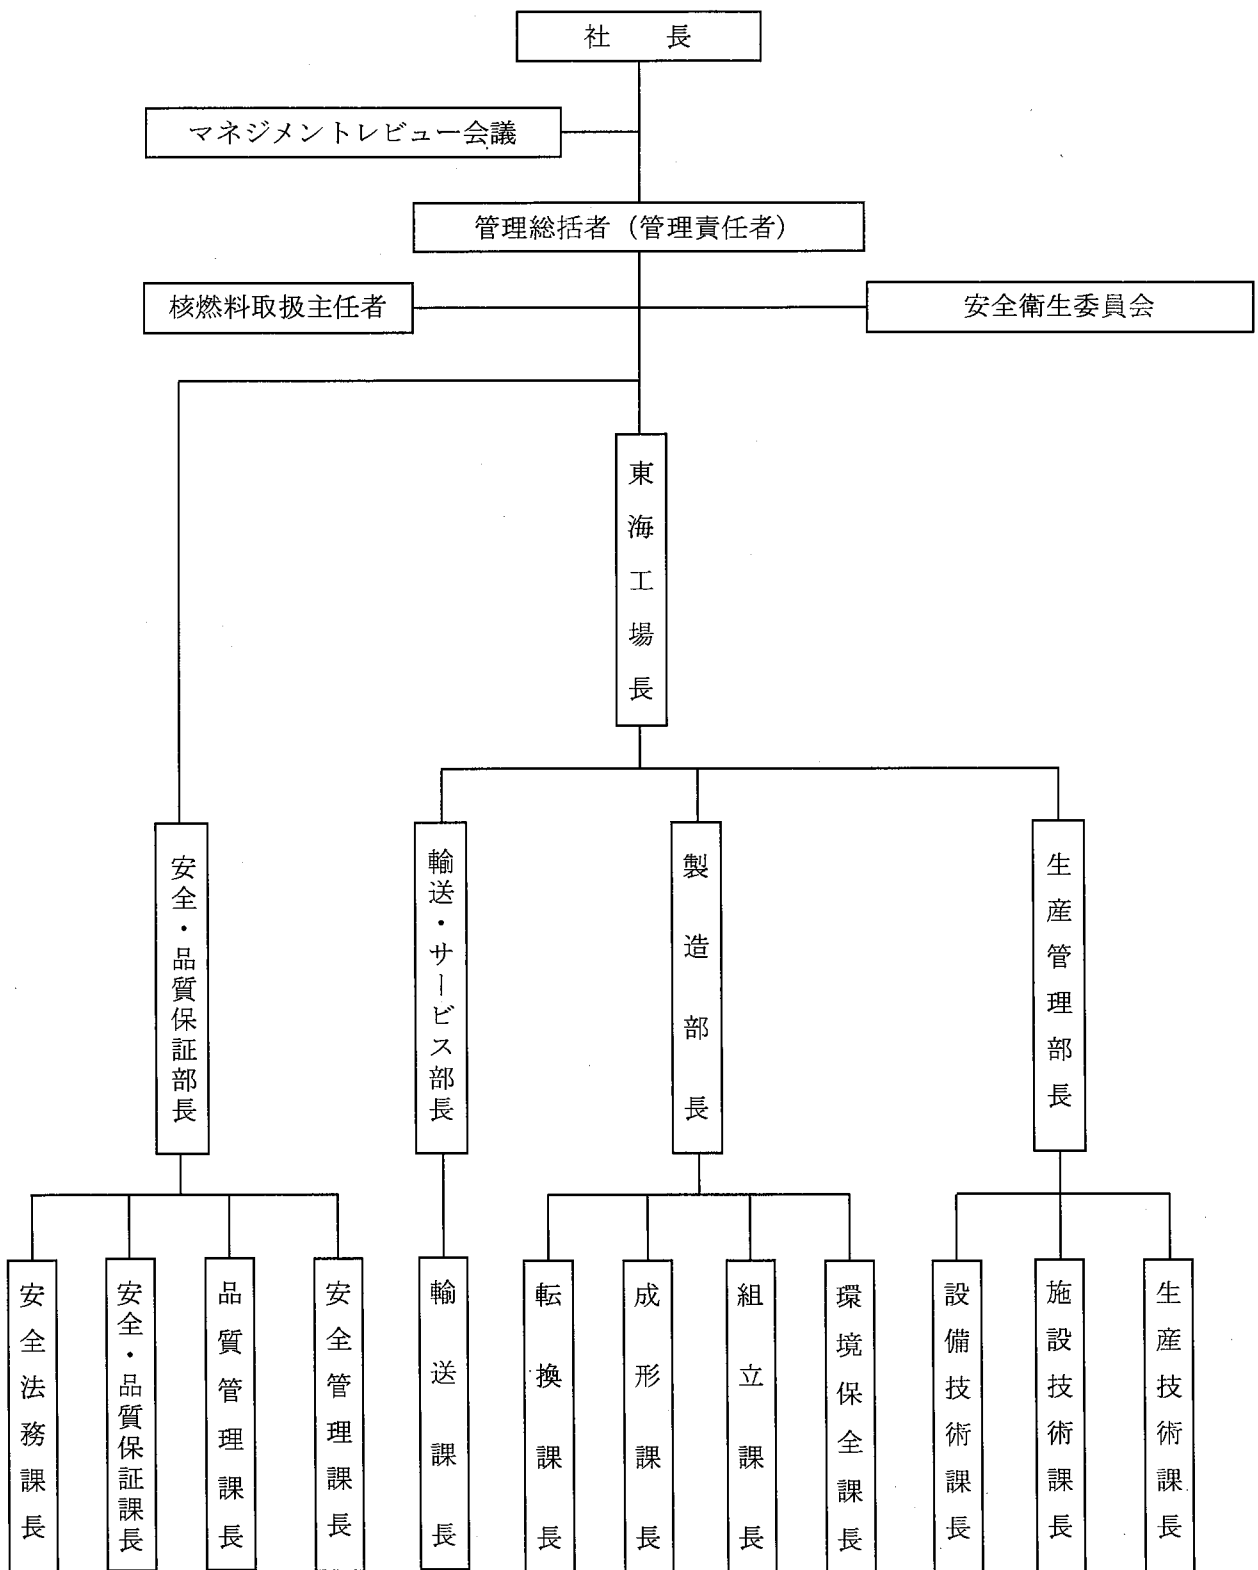 社　長
マネジメントレビュー会議
管理総括者（管理責任者）
核燃料取扱主任者
安全衛生委員会
東海工場長
安全・品質保証部長
輸送・サービス部長
製造部長
生産管理部長
安全法務課長
安全・品質保証課長
品質管理課長
安全管理課長
輸送課長
転換課長
成形課長
組立課長
環境保全課長
設備技術課長
施設技術課長
生産技術課長